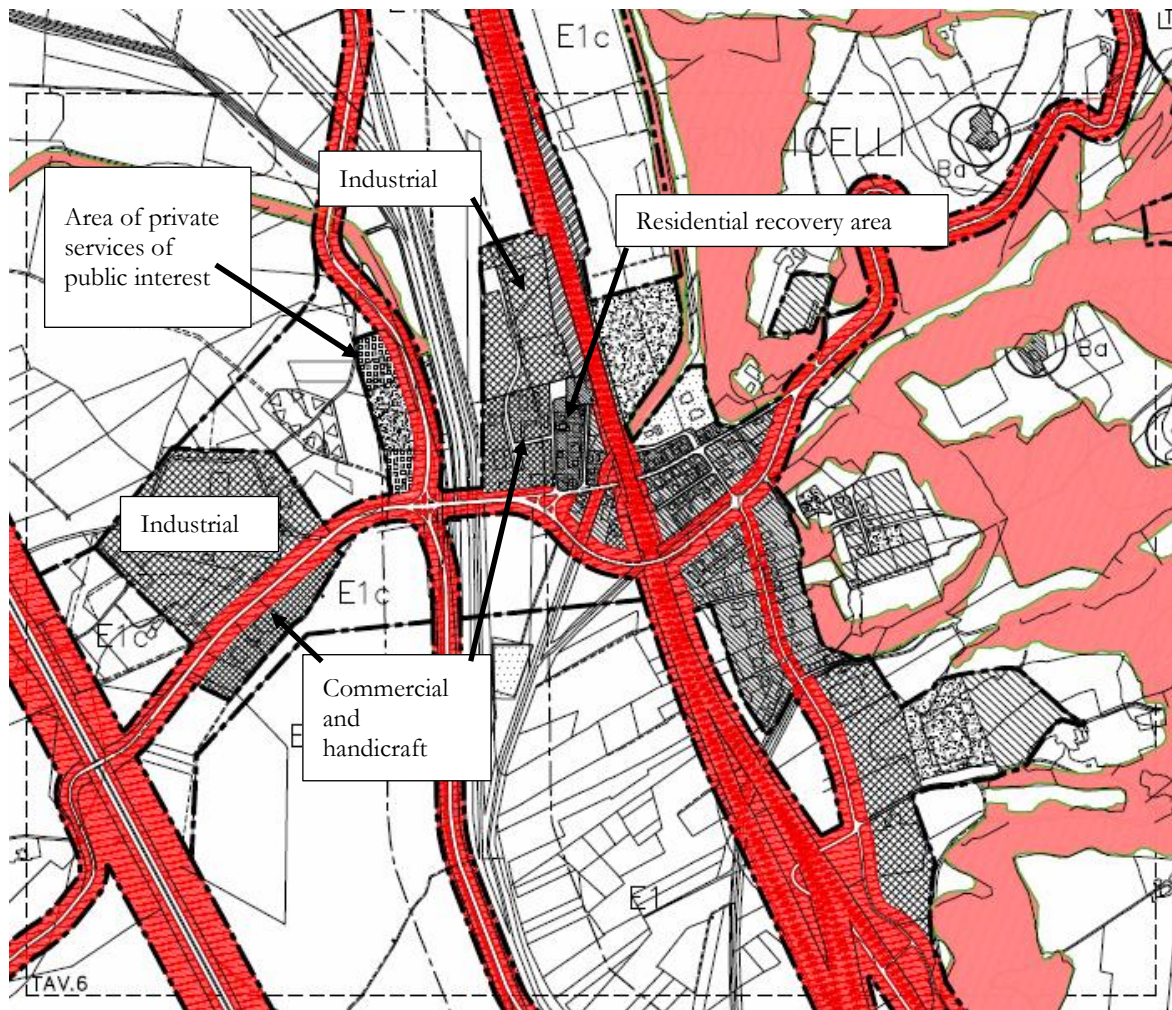 E1c
Industrial
Residential recovery area
Area of private
services of
public interest
Ba
Ba
Industrial
E1c
E1c
Commercial
and
handicraft
E1
TAV.6